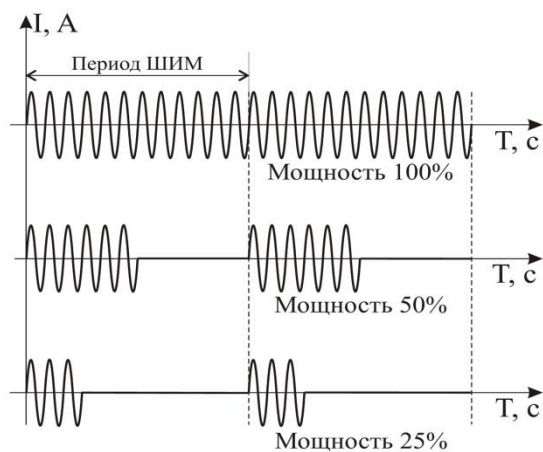 I, А
Период ШИМ
Т, с
Мощность 100%
Т, с
Мощность 50%
Т, с
Мощность 25%